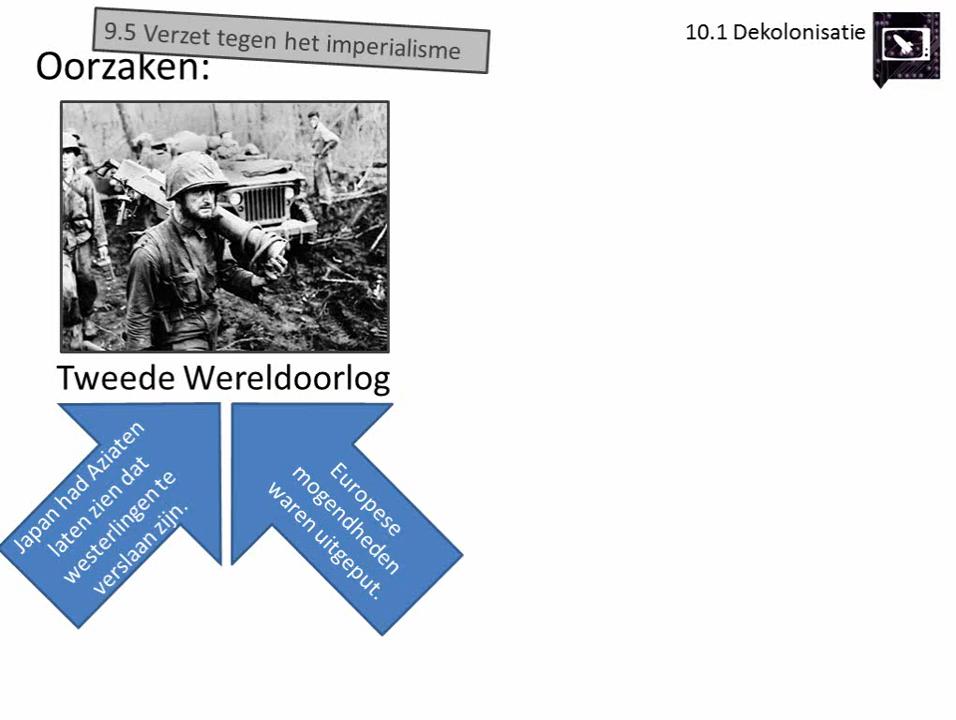 9.5 Verzet tegen het imperialisme
10.1 Dekolonisatie
Oorzaken:
Tweede Wereldoorlog
Japan had Aziaten
laten zien dat
westerlingen te
verslaan zijn.
Europese
mogendheden
waren uitgeput.